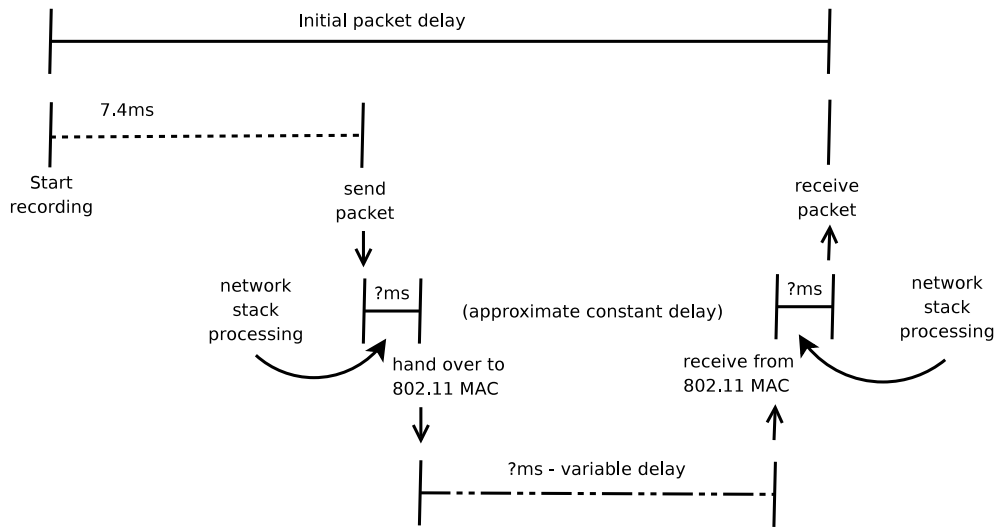 Initial packet delay
7.4ms
Start
recording
send
packet
receive
packet
network
stack
processing
?ms
(approximate constant delay)
?ms
network
stack
processing
hand over to
802.11 MAC
receive from
802.11 MAC
?ms - variable delay